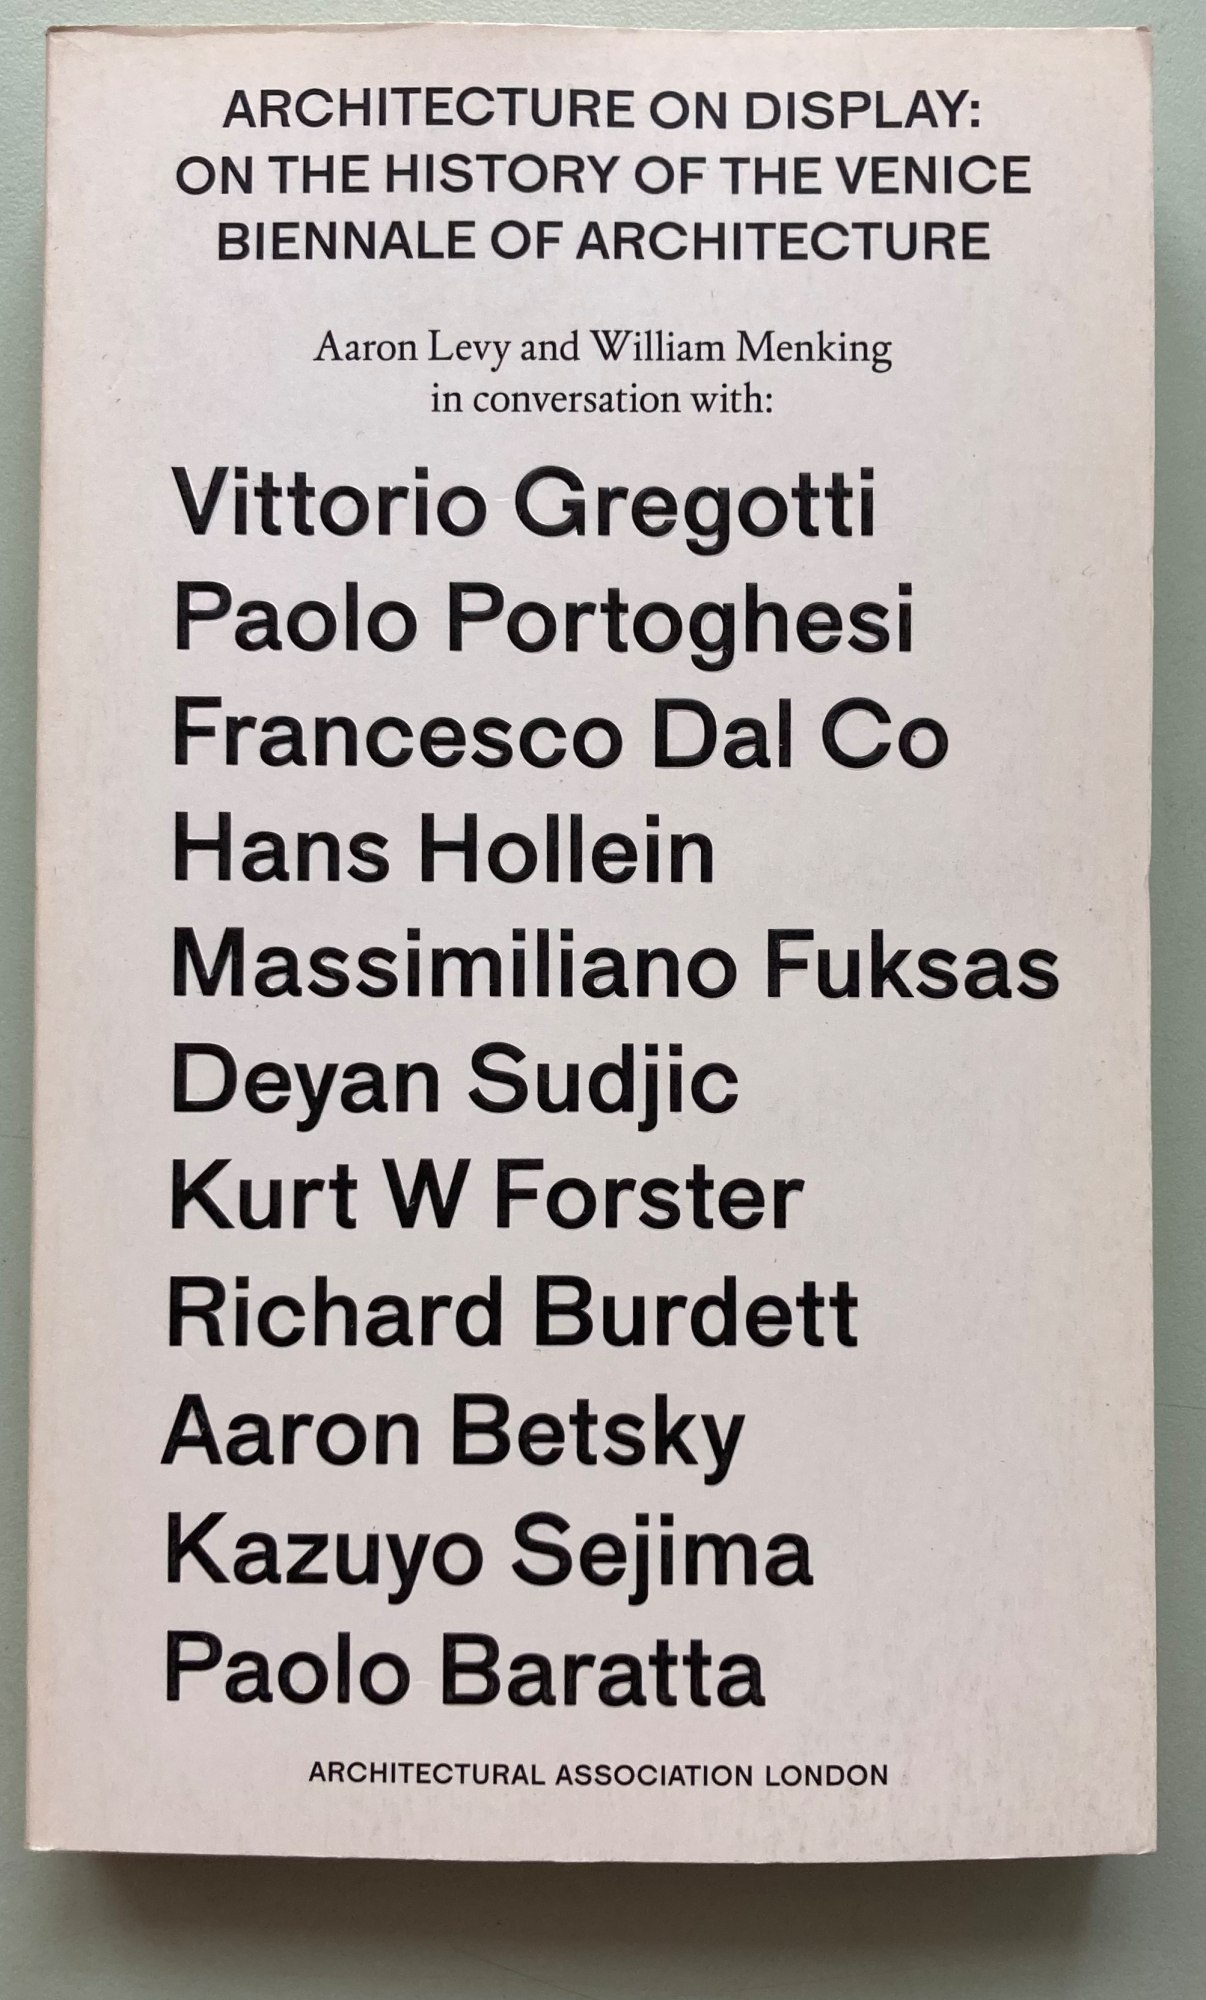 ARCHITECTURE ON DISPLAY:
ON THE HISTORY OF THE VENICE
BIENNALE OF ARCHITECTURE
Aaron Levy and William Menking
in conversation with:
Vittorio Gregotti
Paolo Portoghesi
Francesco Dal Co
Hans Hollein
Massimiliano Fuksas
Deyan Sudjic
Kurt W Forster
Richard Burdett
Aaron Betsky
Kazuyo Sejima
Paolo Baratta
ARCHITECTURAL ASSOCIATION LONDON